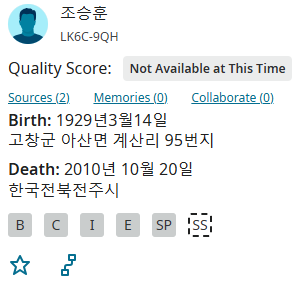 조승훈
LK6C-9QH
Quality Score: Not Available at This Time
Sources (2) Memories (0) Collaborate (0)
Birth: 1929년3월14일
고창군 아산면 계산리 95번지
Death: 2010년 10월 20일
한국전북전주시
B C I E SP SS